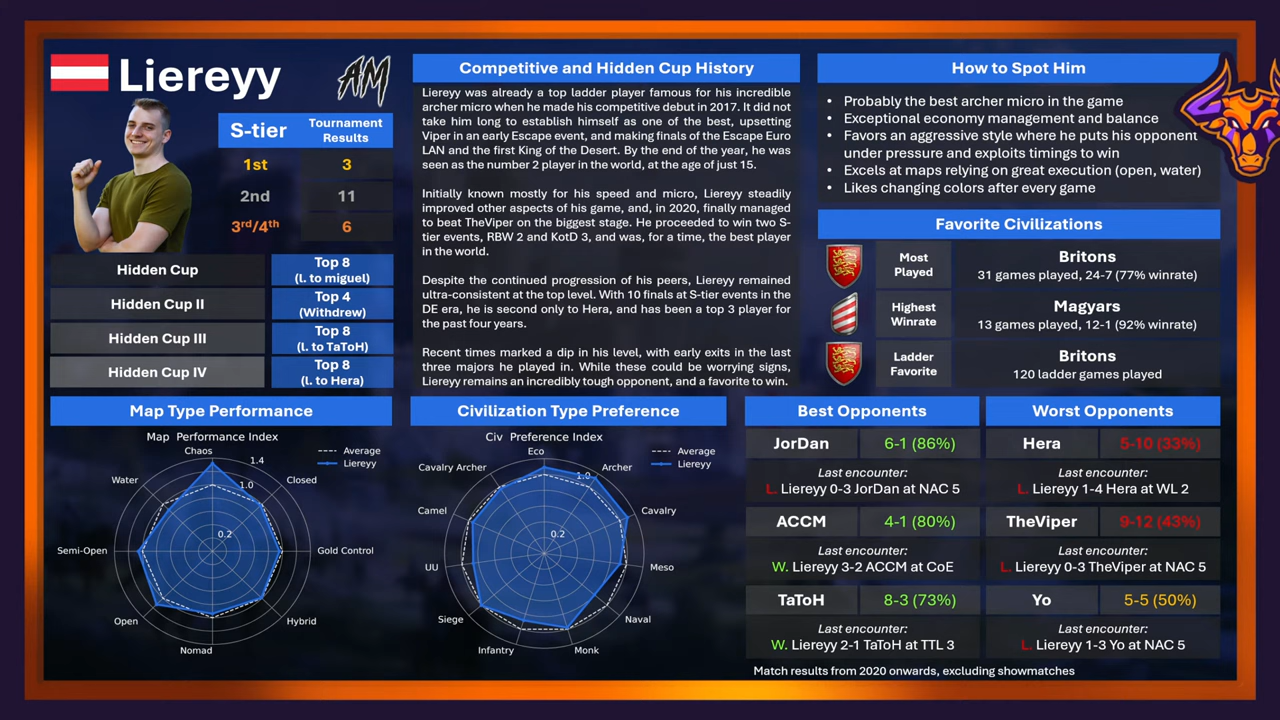 Liereyy
AM
S-tier
Tournament
Results
1st
3
2nd
11
3rd/4th
6
Hidden Cup
Top 8
(l. to miguel)
Hidden Cup II
Top 4
(Withdrew)
Hidden Cup III
Top 8
(l. to TaToH)
Hidden Cup IV
Top 8
(l. to Hera)
Competitive and Hidden Cup History
Liereyy was already a top ladder player famous for his incredible
archer micro when he made his competitive debut in 2017. It did not
take him long to establish himself as one of the best, upsetting
Viper in an early Escape event, and making finals of the Escape Euro
LAN and the first King of the Desert. By the end of the year, he was
seen as the number 2 player in the world, at the age of just 15.
Initially known mostly for his speed and micro, Liereyy steadily
improved other aspects of his game, and, in 2020, finally managed
to beat TheViper on the biggest stage. He proceeded to win two S-
tier events, RBW 2 and KotD 3, and was, for a time, the best player
in the world.
Despite the continued progression of his peers, Liereyy remained
ultra-consistent at the top level. With 10 finals at S-tier events in the
DE era, he is second only to Hera, and has been a top 3 player for
the past four years.
Recent times marked a dip in his level, with early exits in the last
three majors he played in. While these could be worrying signs,
Liereyy remains an incredibly tough opponent, and a favorite to win.
How to Spot Him
• Probably the best archer micro in the game
• Exceptional economy management and balance
• Favors an aggressive style where he puts his opponent
under pressure and exploits timings to win
• Excels at maps relying on great execution (open, water)
• Likes changing colors after every game
Favorite Civilizations
Most
Played
Britons
31 games played, 24-7 (77% winrate)
Highest
Winrate
Magyars
13 games played, 12-1 (92% winrate)
Ladder
Favorite
Britons
120 ladder games played
Map Type Performance
Map Performance Index
Chaos
Average
Liereyy
1.4
1.0
0.2
Water
Closed
Semi-Open
Gold Control
Open
Hybrid
Nomad
Civilization Type Preference
Civ Preference Index
Eco
Average
Liereyy
1.0
0.2
Cavalry Archer
Archer
Camel
Cavalry
UU
Meso
Siege
Naval
Infantry
Monk
Best Opponents
JorDan
6-1 (86%)
Last encounter:
L. Liereyy 0-3 JorDan at NAC 5
ACCM
4-1 (80%)
Last encounter:
W. Liereyy 3-2 ACCM at CoE
TaToH
8-3 (73%)
Last encounter:
W. Liereyy 2-1 TaToH at TTL 3
Worst Opponents
Hera
5-10 (33%)
Last encounter:
L. Liereyy 1-4 Hera at WL 2
TheViper
9-12 (43%)
Last encounter:
L. Liereyy 0-3 TheViper at NAC 5
Yo
5-5 (50%)
Last encounter:
L. Liereyy 1-3 Yo at NAC 5
Match results from 2020 onwards, excluding showmatches